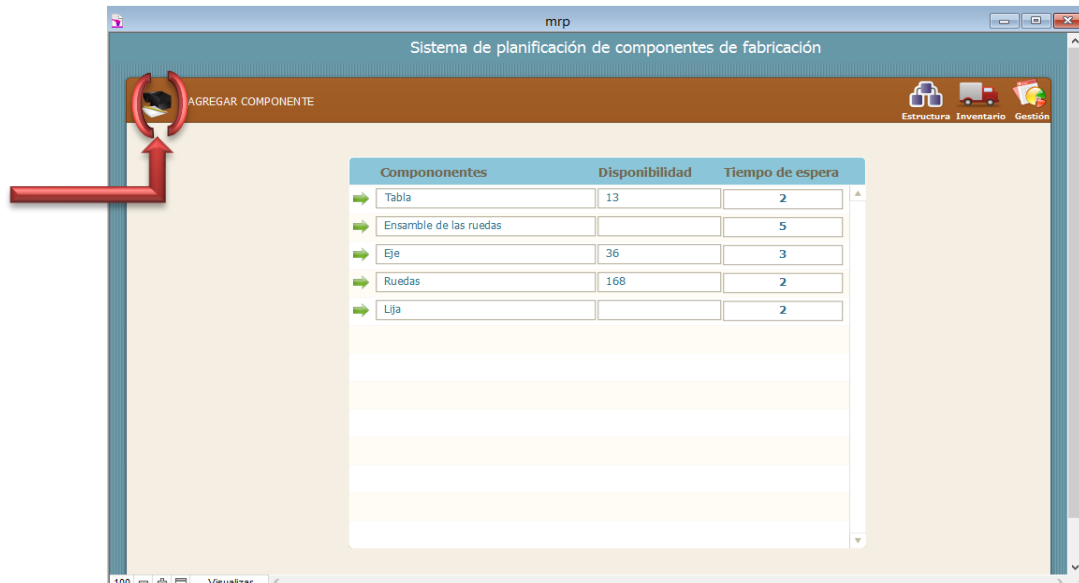 mrp
Sistema de planificación de componentes de fabricación
AGREGAR COMPONENTE
Estructura Inventario Gestión
Compononentes Disponibilidad Tiempo de espera
Tabla 13 2
Ensamble de las ruedas 5
Eje 36 3
Ruedas 168 2
Lija 2
100 Visualizar